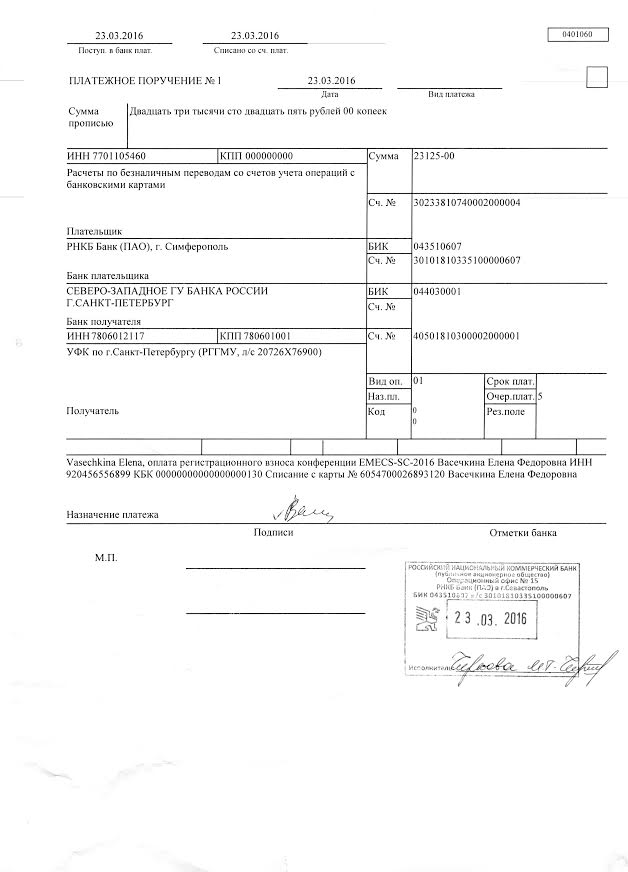 23.03.2016 23.03.2016 0401060
Поступ. в банк плат. Списано со сч. плат.
ПЛАТЕЖНОЕ ПОРУЧЕНИЕ № 1 23.03.2016
Дата Вид платежа
Сумма прописью Двадцать три тысячи сто двадцать пять рублей 00 копеек
ИНН 7701105460 КПП 000000000 Сумма 23125-00
Расчеты по безналичным переводам со счетов учета операций с
банковскими картами
Сч. № 30233810740002000004
Плательщик
РНКБ Банк (ПАО), г. Симферополь БИК 043510607
Сч. № 30101810335100000607
Банк плательщика
СЕВЕРО-ЗАПАДНОЕ ГУ БАНКА РОССИИ БИК 044030001
Г.САНКТ-ПЕТЕРБУРГ Сч. №
Банк получателя
ИНН 7806012117 КПП 780601001 Сч. № 40501810300002000001
УФК по г.Санкт-Петербургу (РГГМУ, л/с 20726Х76900)
Вид оп. 01 Срок плат.
Наз.пл. Очер.плат. 5
Получатель Код 0 Рез.поле
0
Vasechkina Elena, оплата регистрационного взноса конференции EMECS-SC-2016 Васечкина Елена Федоровна ИНН
920456556899 КБК 00000000000000000130 Списание с карты № 6054700026893120 Васечкина Елена Федоровна
Назначение платежа
Подписи Отметки банка
М.П.
РОССИЙСКИЙ НАЦИОНАЛЬНЫЙ КОММЕРЧЕСКИЙ БАНК
(публичное акционерное общество)
Операционный офис № 15
РНКБ Банк (ПАО) в г.Севастополь
БИК 043510607 к/с 30101810335100000607
23 .03. 2016
Исполнитель